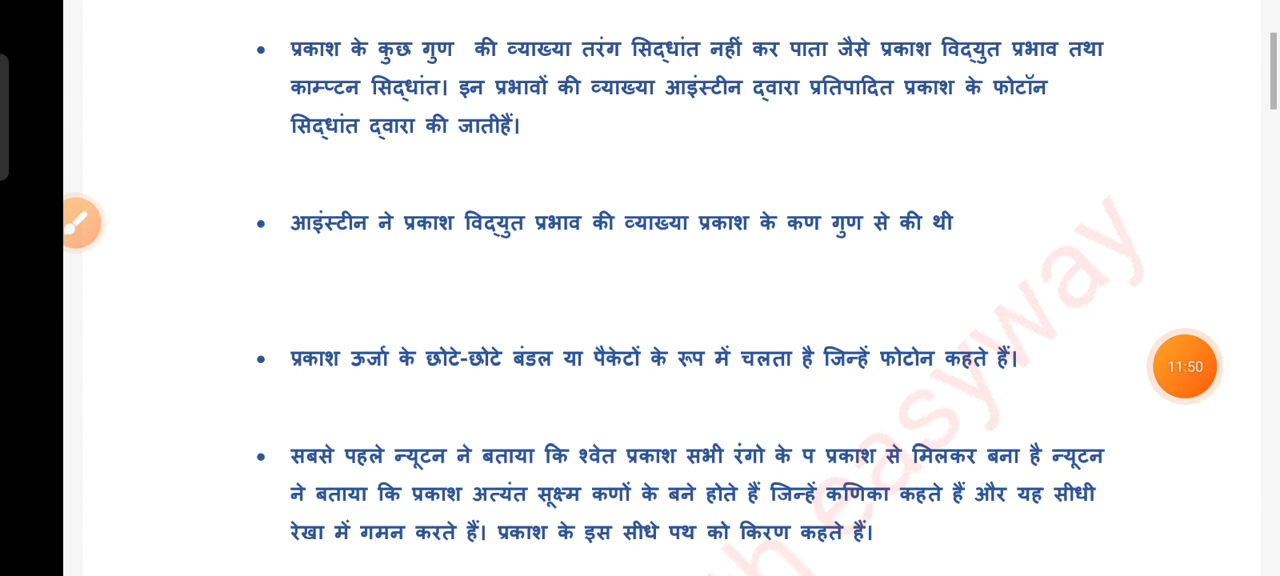 • प्रकाश के कुछ गुण की व्याख्या तरंग सिद्धांत नहीं कर पाता जैसे प्रकाश विद्युत प्रभाव तथा
काम्प्टन सिद्धांत। इन प्रभावों की व्याख्या आइंस्टीन द्वारा प्रतिपादित प्रकाश के फोटॉन
सिद्धांत द्वारा की जातीहैं।
• आइंस्टीन ने प्रकाश विद्युत प्रभाव की व्याख्या प्रकाश के कण गुण से की थी
• प्रकाश ऊर्जा के छोटे-छोटे बंडल या पैकेटों के रूप में चलता है जिन्हें फोटोन कहते हैं।
11:50
• सबसे पहले न्यूटन ने बताया कि श्वेत प्रकाश सभी रंगो के प प्रकाश से मिलकर बना है न्यूटन
ने बताया कि प्रकाश अत्यंत सूक्ष्म कणों के बने होते हैं जिन्हें कणिका कहते हैं और यह सीधी
रेखा में गमन करते हैं। प्रकाश के इस सीधे पथ को किरण कहते हैं।
h easyway